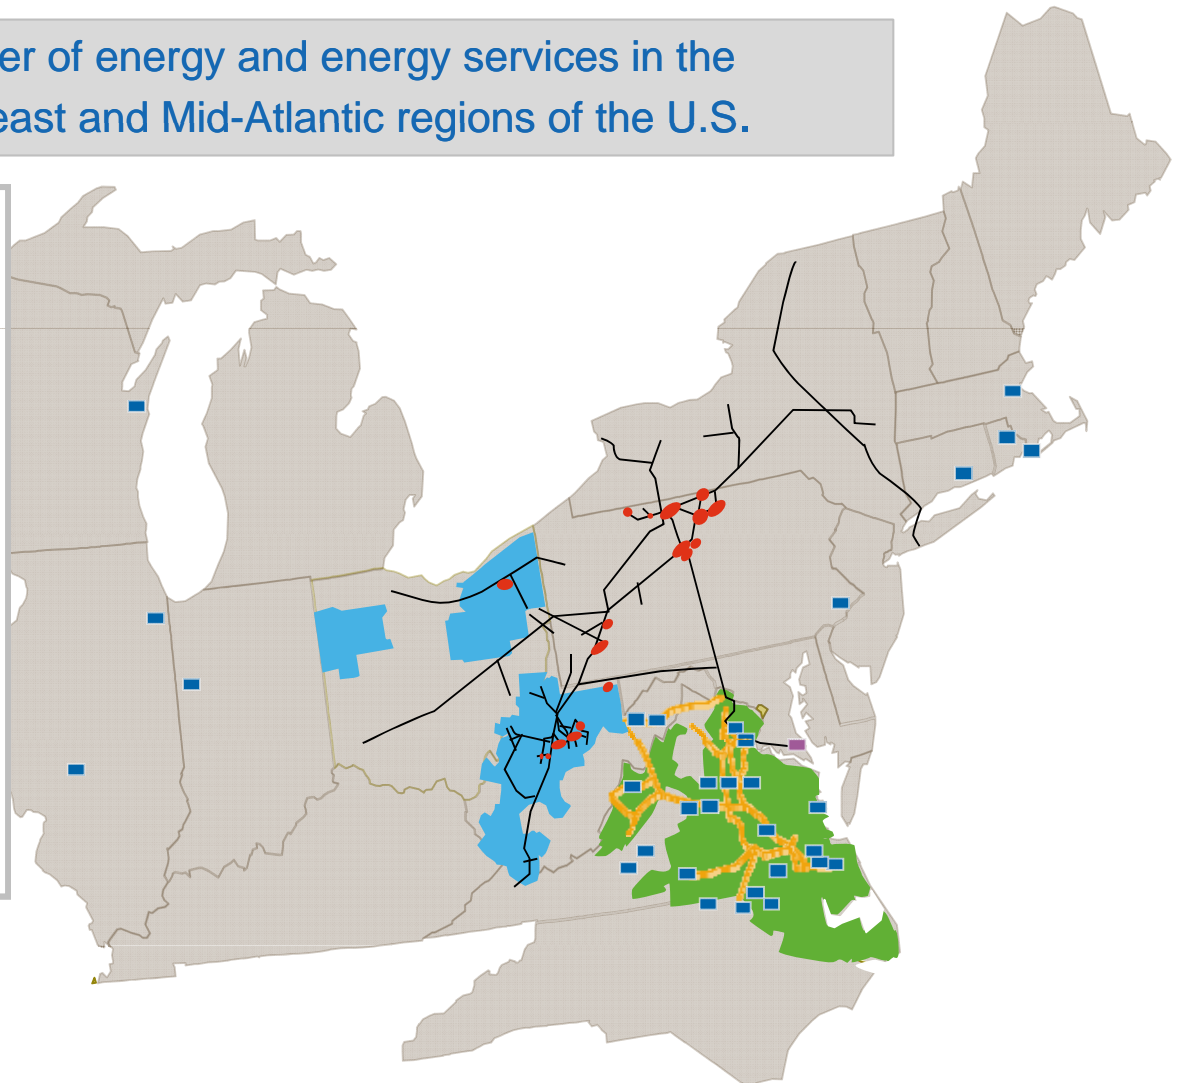 er of energy and energy services in the
east and Mid-Atlantic regions of the U.S.